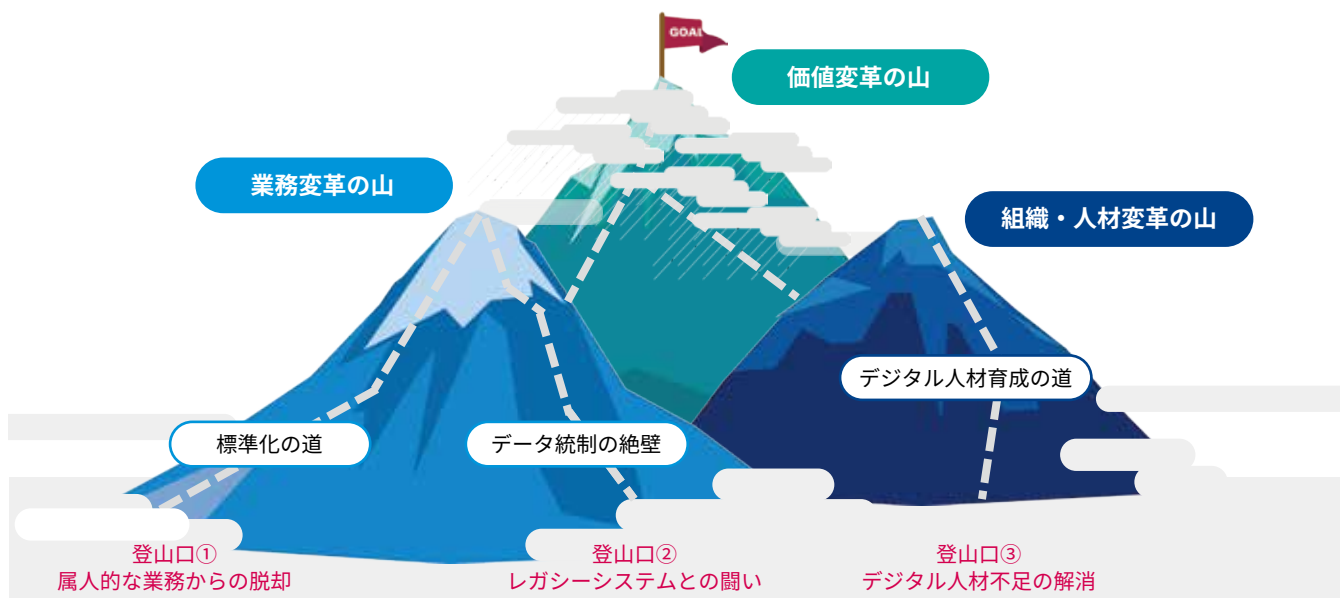 GOAL
価値変革の山
業務変革の山
組織・人材変革の山
デジタル人材育成の道
標準化の道
データ統制の絶壁
登山口①
属人的な業務からの脱却
登山口②
レガシーシステムとの闘い
登山口③
デジタル人材不足の解消